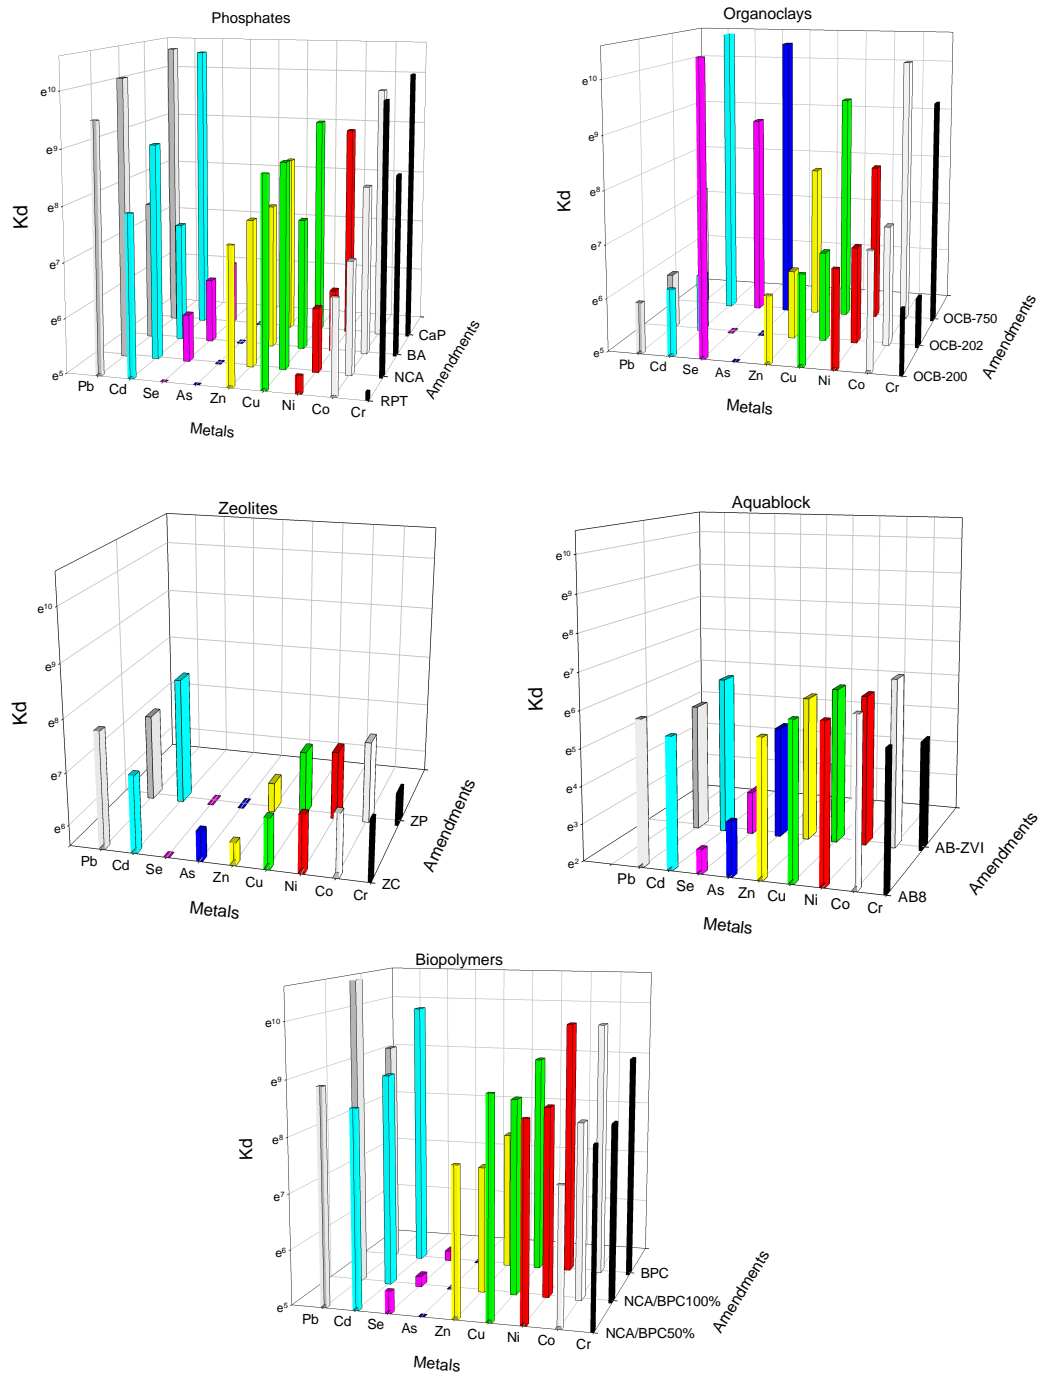 Phosphates
e10
e9
e8
e7
e6
e5
Kd
Pb Cd Se As Zn Cu Ni Co Cr
Metals
RPT
NCA
BA
CaP
Amendments
Organoclays
e10
e9
e8
e7
e6
e5
Kd
Pb Cd Se As Zn Cu Ni Co Cr
Metals
OCB-200
OCB-202
OCB-750
Amendments
Zeolites
e10
e9
e8
e7
e6
Kd
Pb Cd Se As Zn Cu Ni Co Cr
Metals
ZC
ZP
Amendments
Aquablock
e10
e9
e8
e7
e6
e5
e4
e3
e2
Kd
Pb Cd Se As Zn Cu Ni Co Cr
Metals
AB8
AB-ZVI
Amendments
Biopolymers
e10
e9
e8
e7
e6
e5
Kd
Pb Cd Se As Zn Cu Ni Co Cr
Metals
NCA/BPC50%
NCA/BPC100%
BPC
Amendments